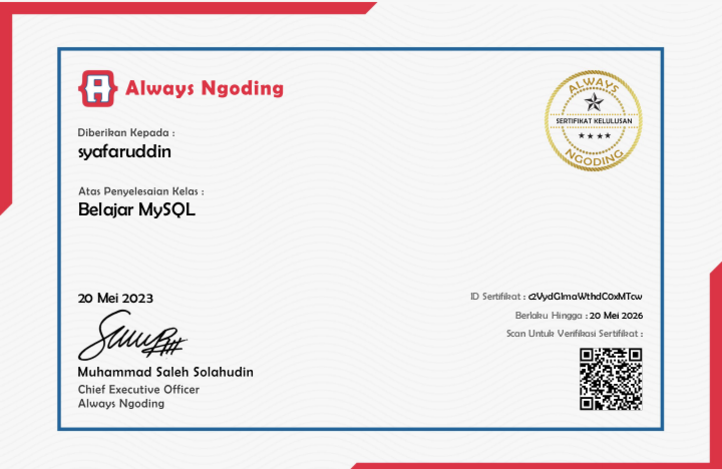 Always Ngoding
ALWAYS
SERTIFIKAT KELULUSAN
NGODING
Diberikan Kepada :
syafaruddin
Atas Penyelesaian Kelas :
Belajar MySQL
20 Mei 2023
Muhammad Saleh Solahudin
Chief Executive Officer
Always Ngoding
ID Sertifikat : c2VydGlmaWthdC0xMTcw
Berlaku Hingga : 20 Mei 2026
Scan Untuk Verifikasi Sertifikat :